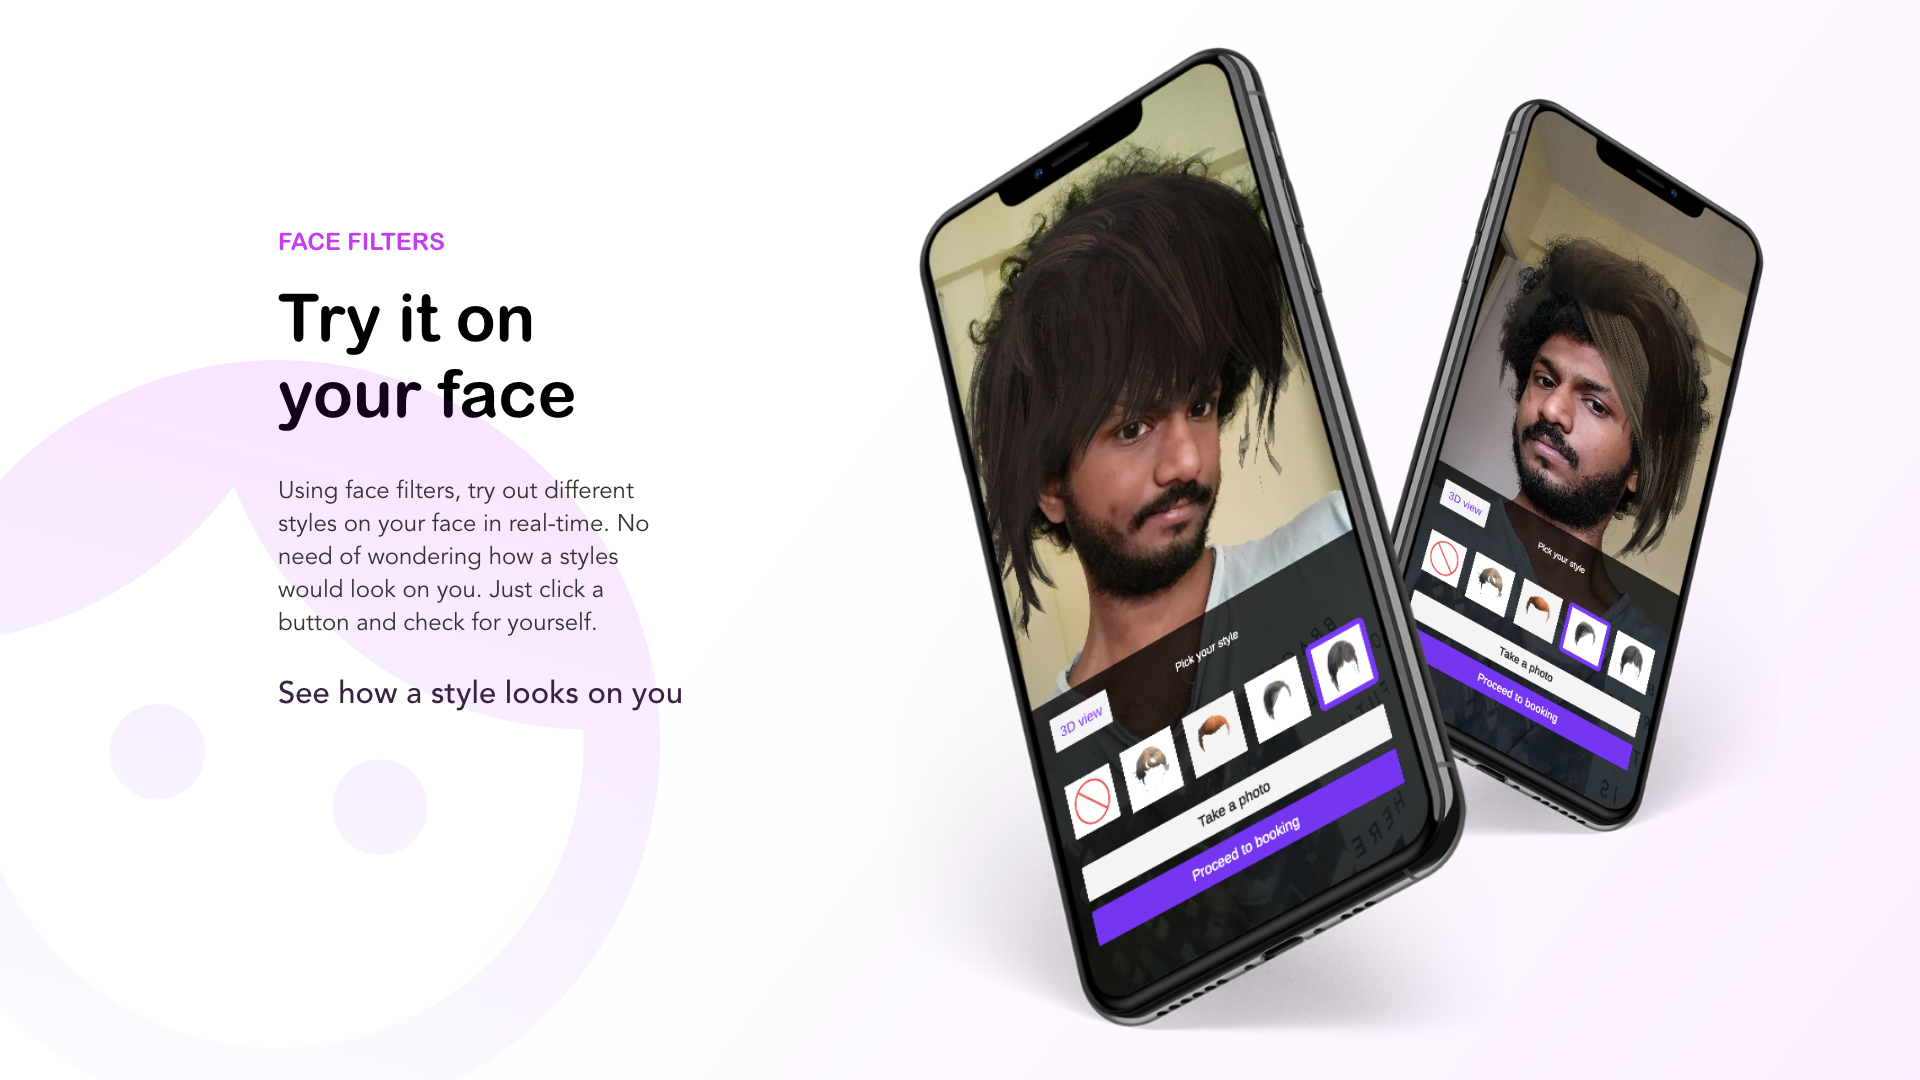 FACE FILTERS
Try it on
your face
Using face filters, try out different
styles on your face in real-time. No
need of wondering how a styles
would look on you. Just click a
button and check for yourself.
See how a style looks on you
Pick your style
3D view
Take a photo
Proceed to booking
HERE
3D view
Pick your style
Take a photo
Proceed to booking
IS